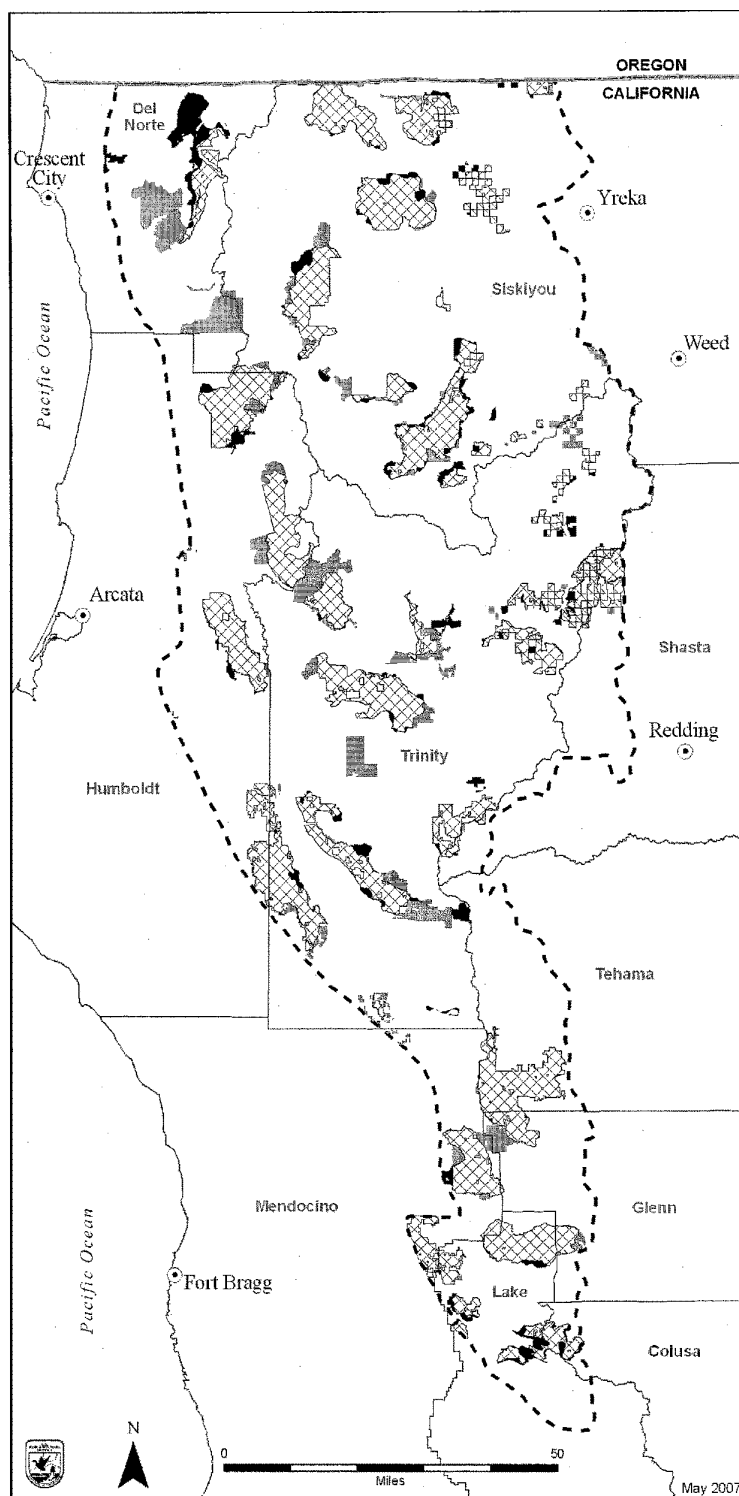 OREGON
CALIFORNIA
Del
Norte
Crescent
City
Yreka
Siskiyou
Pacific Ocean
Weed
Arcata
Shasta
Redding
Trinity
Humboldt
Tehama
Mendocino
Glenn
Pacific Ocean
Fort Bragg
Lake
Colusa
N
0
50
Miles
May 2007